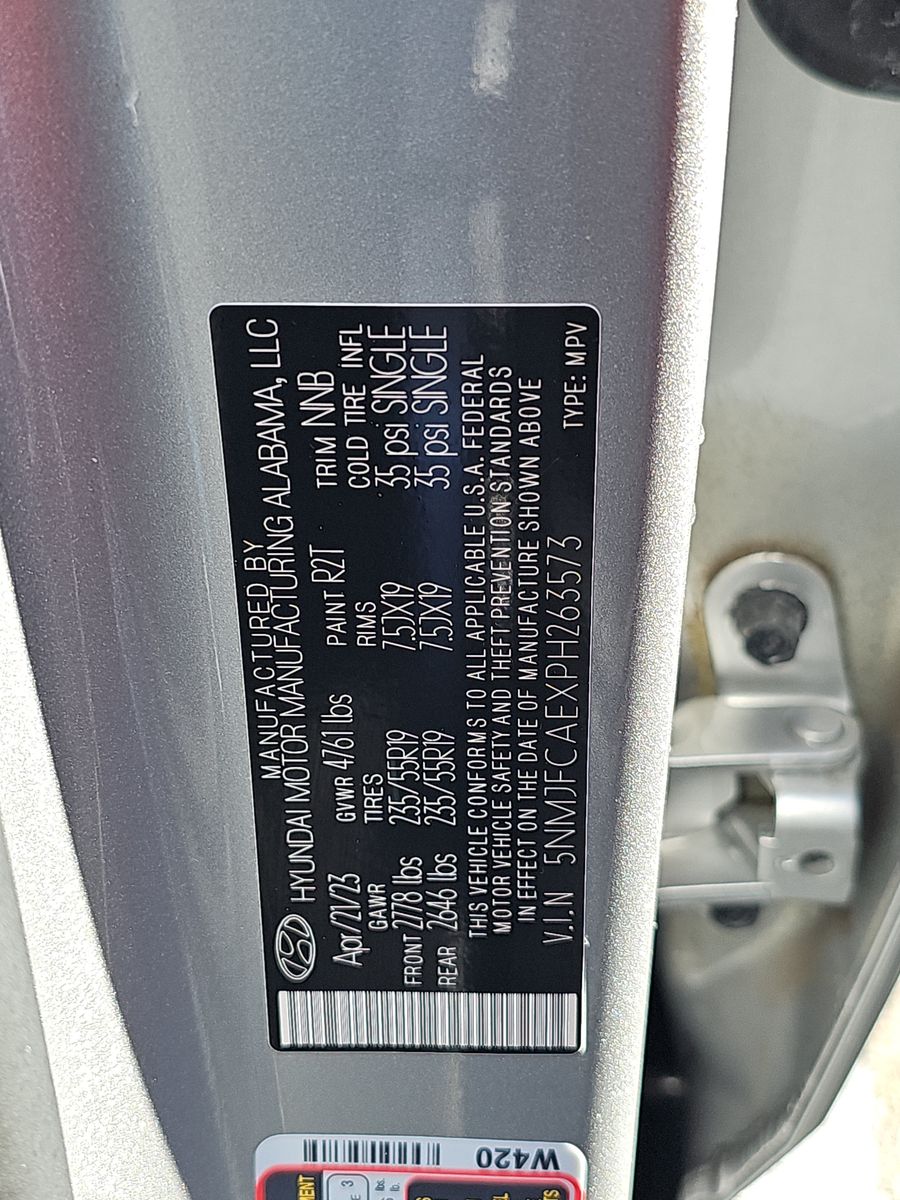 MANUFACTURED BY
HYUNDAI MOTOR MANUFACTURING ALABAMA, LLC
Apr/21/23 GVWR 4761 lbs PAINT R2T TRIM NNB
GAWR TIRES RIMS COLD TIRE INFL
FRONT 2778 lbs 235/55R19 7.5JX19 35 psi SINGLE
REAR 2646 lbs 235/55R19 7.5JX19 35 psi SINGLE
THIS VEHICLE CONFORMS TO ALL APPLICABLE U.S.A. FEDERAL
MOTOR VEHICLE SAFETY AND THEFT PREVENTION STANDARDS
IN EFFECT ON THE DATE OF MANUFACTURE SHOWN ABOVE
V.I.N 5NMJFCAEXPH263573 TYPE: MPV
W420